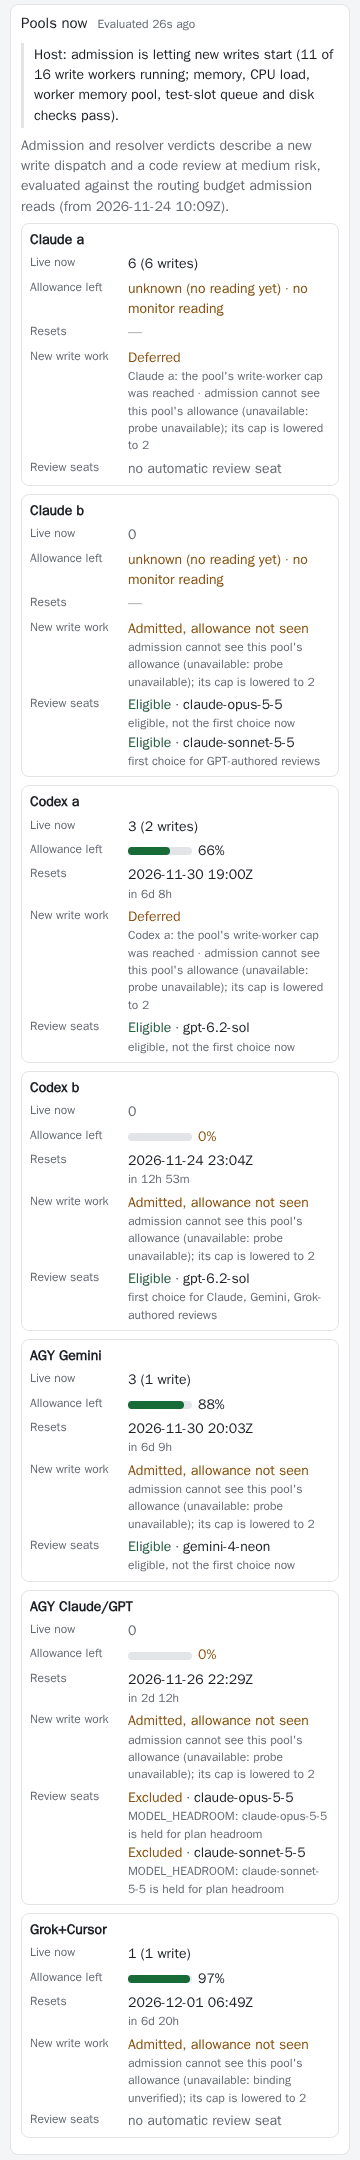 Pools now Evaluated 26s ago
Host: admission is letting new writes start (11 of
16 write workers running; memory, CPU load,
worker memory pool, test-slot queue and disk
checks pass).
Admission and resolver verdicts describe a new
write dispatch and a code review at medium risk,
evaluated against the routing budget admission
reads (from 2026-11-24 10:09Z).
Claude a
Live now 6 (6 writes)
Allowance left unknown (no reading yet) · no
monitor reading
Resets —
New write work Deferred
Claude a: the pool's write-worker cap
was reached · admission cannot see
this pool's allowance (unavailable:
probe unavailable); its cap is lowered
to 2
Review seats no automatic review seat
Claude b
Live now 0
Allowance left unknown (no reading yet) · no
monitor reading
Resets —
New write work Admitted, allowance not seen
admission cannot see this pool's
allowance (unavailable: probe
unavailable); its cap is lowered to 2
Review seats Eligible · claude-opus-5-5
eligible, not the first choice now
Eligible · claude-sonnet-5-5
first choice for GPT-authored reviews
Codex a
Live now 3 (2 writes)
Allowance left 66%
Resets 2026-11-30 19:00Z
in 6d 8h
New write work Deferred
Codex a: the pool's write-worker cap
was reached · admission cannot see
this pool's allowance (unavailable:
probe unavailable); its cap is lowered
to 2
Review seats Eligible · gpt-6.2-sol
eligible, not the first choice now
Codex b
Live now 0
Allowance left 0%
Resets 2026-11-24 23:04Z
in 12h 53m
New write work Admitted, allowance not seen
admission cannot see this pool's
allowance (unavailable: probe
unavailable); its cap is lowered to 2
Review seats Eligible · gpt-6.2-sol
first choice for Claude, Gemini, Grok-
authored reviews
AGY Gemini
Live now 3 (1 write)
Allowance left 88%
Resets 2026-11-30 20:03Z
in 6d 9h
New write work Admitted, allowance not seen
admission cannot see this pool's
allowance (unavailable: probe
unavailable); its cap is lowered to 2
Review seats Eligible · gemini-4-neon
eligible, not the first choice now
AGY Claude/GPT
Live now 0
Allowance left 0%
Resets 2026-11-26 22:29Z
in 2d 12h
New write work Admitted, allowance not seen
admission cannot see this pool's
allowance (unavailable: probe
unavailable); its cap is lowered to 2
Review seats Excluded · claude-opus-5-5
MODEL_HEADROOM: claude-opus-5-5
is held for plan headroom
Excluded · claude-sonnet-5-5
MODEL_HEADROOM: claude-sonnet-
5-5 is held for plan headroom
Grok+Cursor
Live now 1 (1 write)
Allowance left 97%
Resets 2026-12-01 06:49Z
in 6d 20h
New write work Admitted, allowance not seen
admission cannot see this pool's
allowance (unavailable: binding
unverified); its cap is lowered to 2
Review seats no automatic review seat